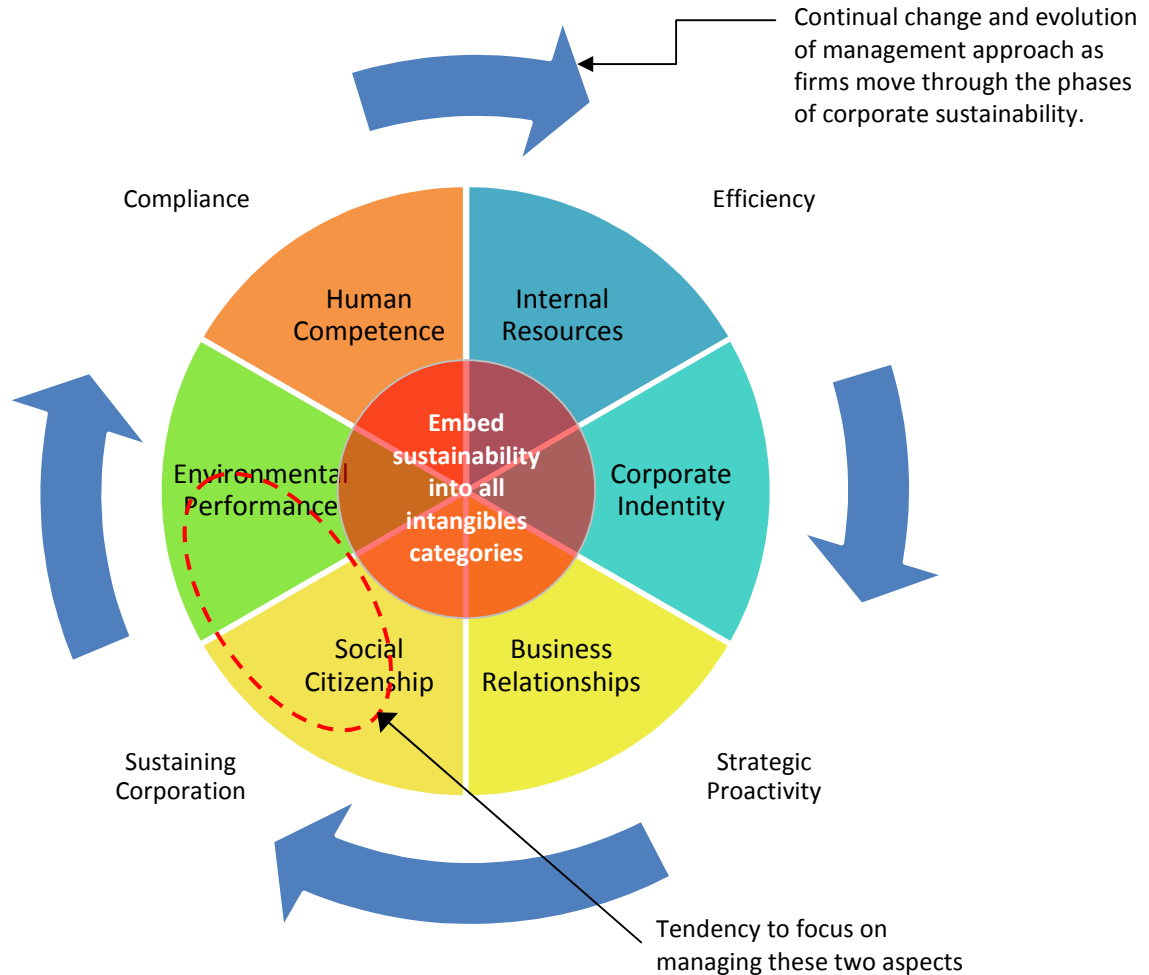 Continual change and evolution
of management approach as
firms move through the phases
of corporate sustainability.
Compliance
Efficiency
Human
Competence
Internal
Resources
Embed
sustainability
into all
intangibles
categories
Environmental
Performance
Corporate
Indentity
Social
Citizenship
Business
Relationships
Sustaining
Corporation
Strategic
Proactivity
Tendency to focus on
managing these two aspects